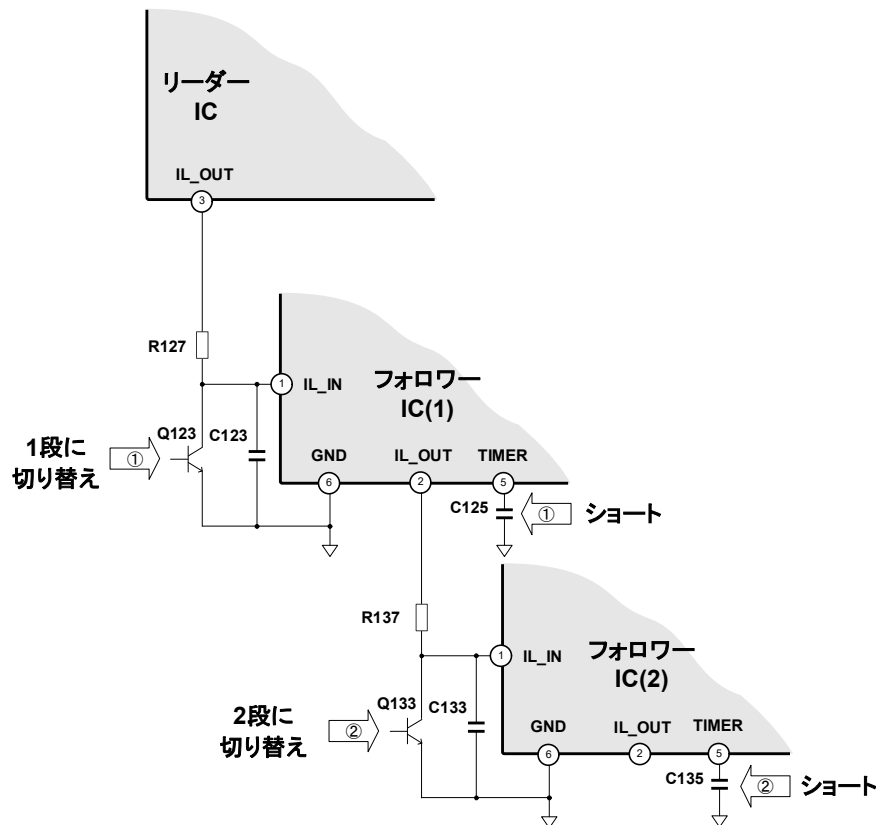 リーダー
IC
IL_OUT
3
R127
1
IL_IN
フォロワー
IC(1)
1段に
切り替え
①
Q123
C123
GND
IL_OUT
TIMER
6
2
5
C125
①
ショート
R137
1
IL_IN
フォロワー
IC(2)
2段に
切り替え
②
Q133
C133
GND
IL_OUT
TIMER
6
2
5
C135
②
ショート